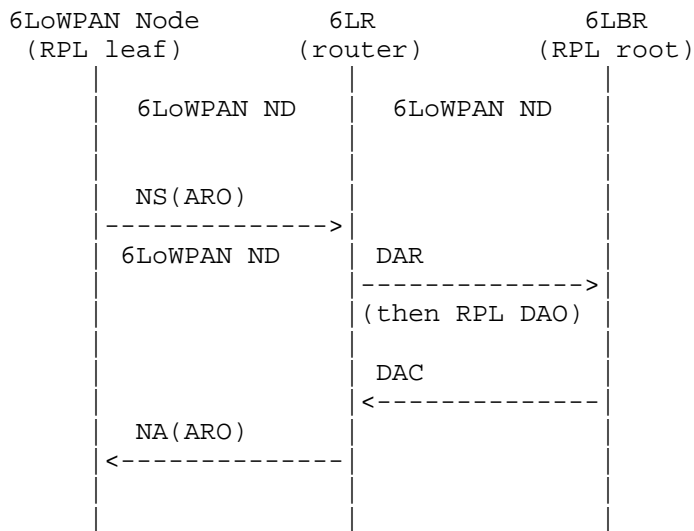 6LoWPAN Node 6LR 6LBR
(RPL leaf) (router) (RPL root)
6LoWPAN ND 6LoWPAN ND
NS(ARO)
-------------->
6LoWPAN ND DAR
-------------->
(then RPL DAO)
DAC
<--------------
NA(ARO)
<--------------